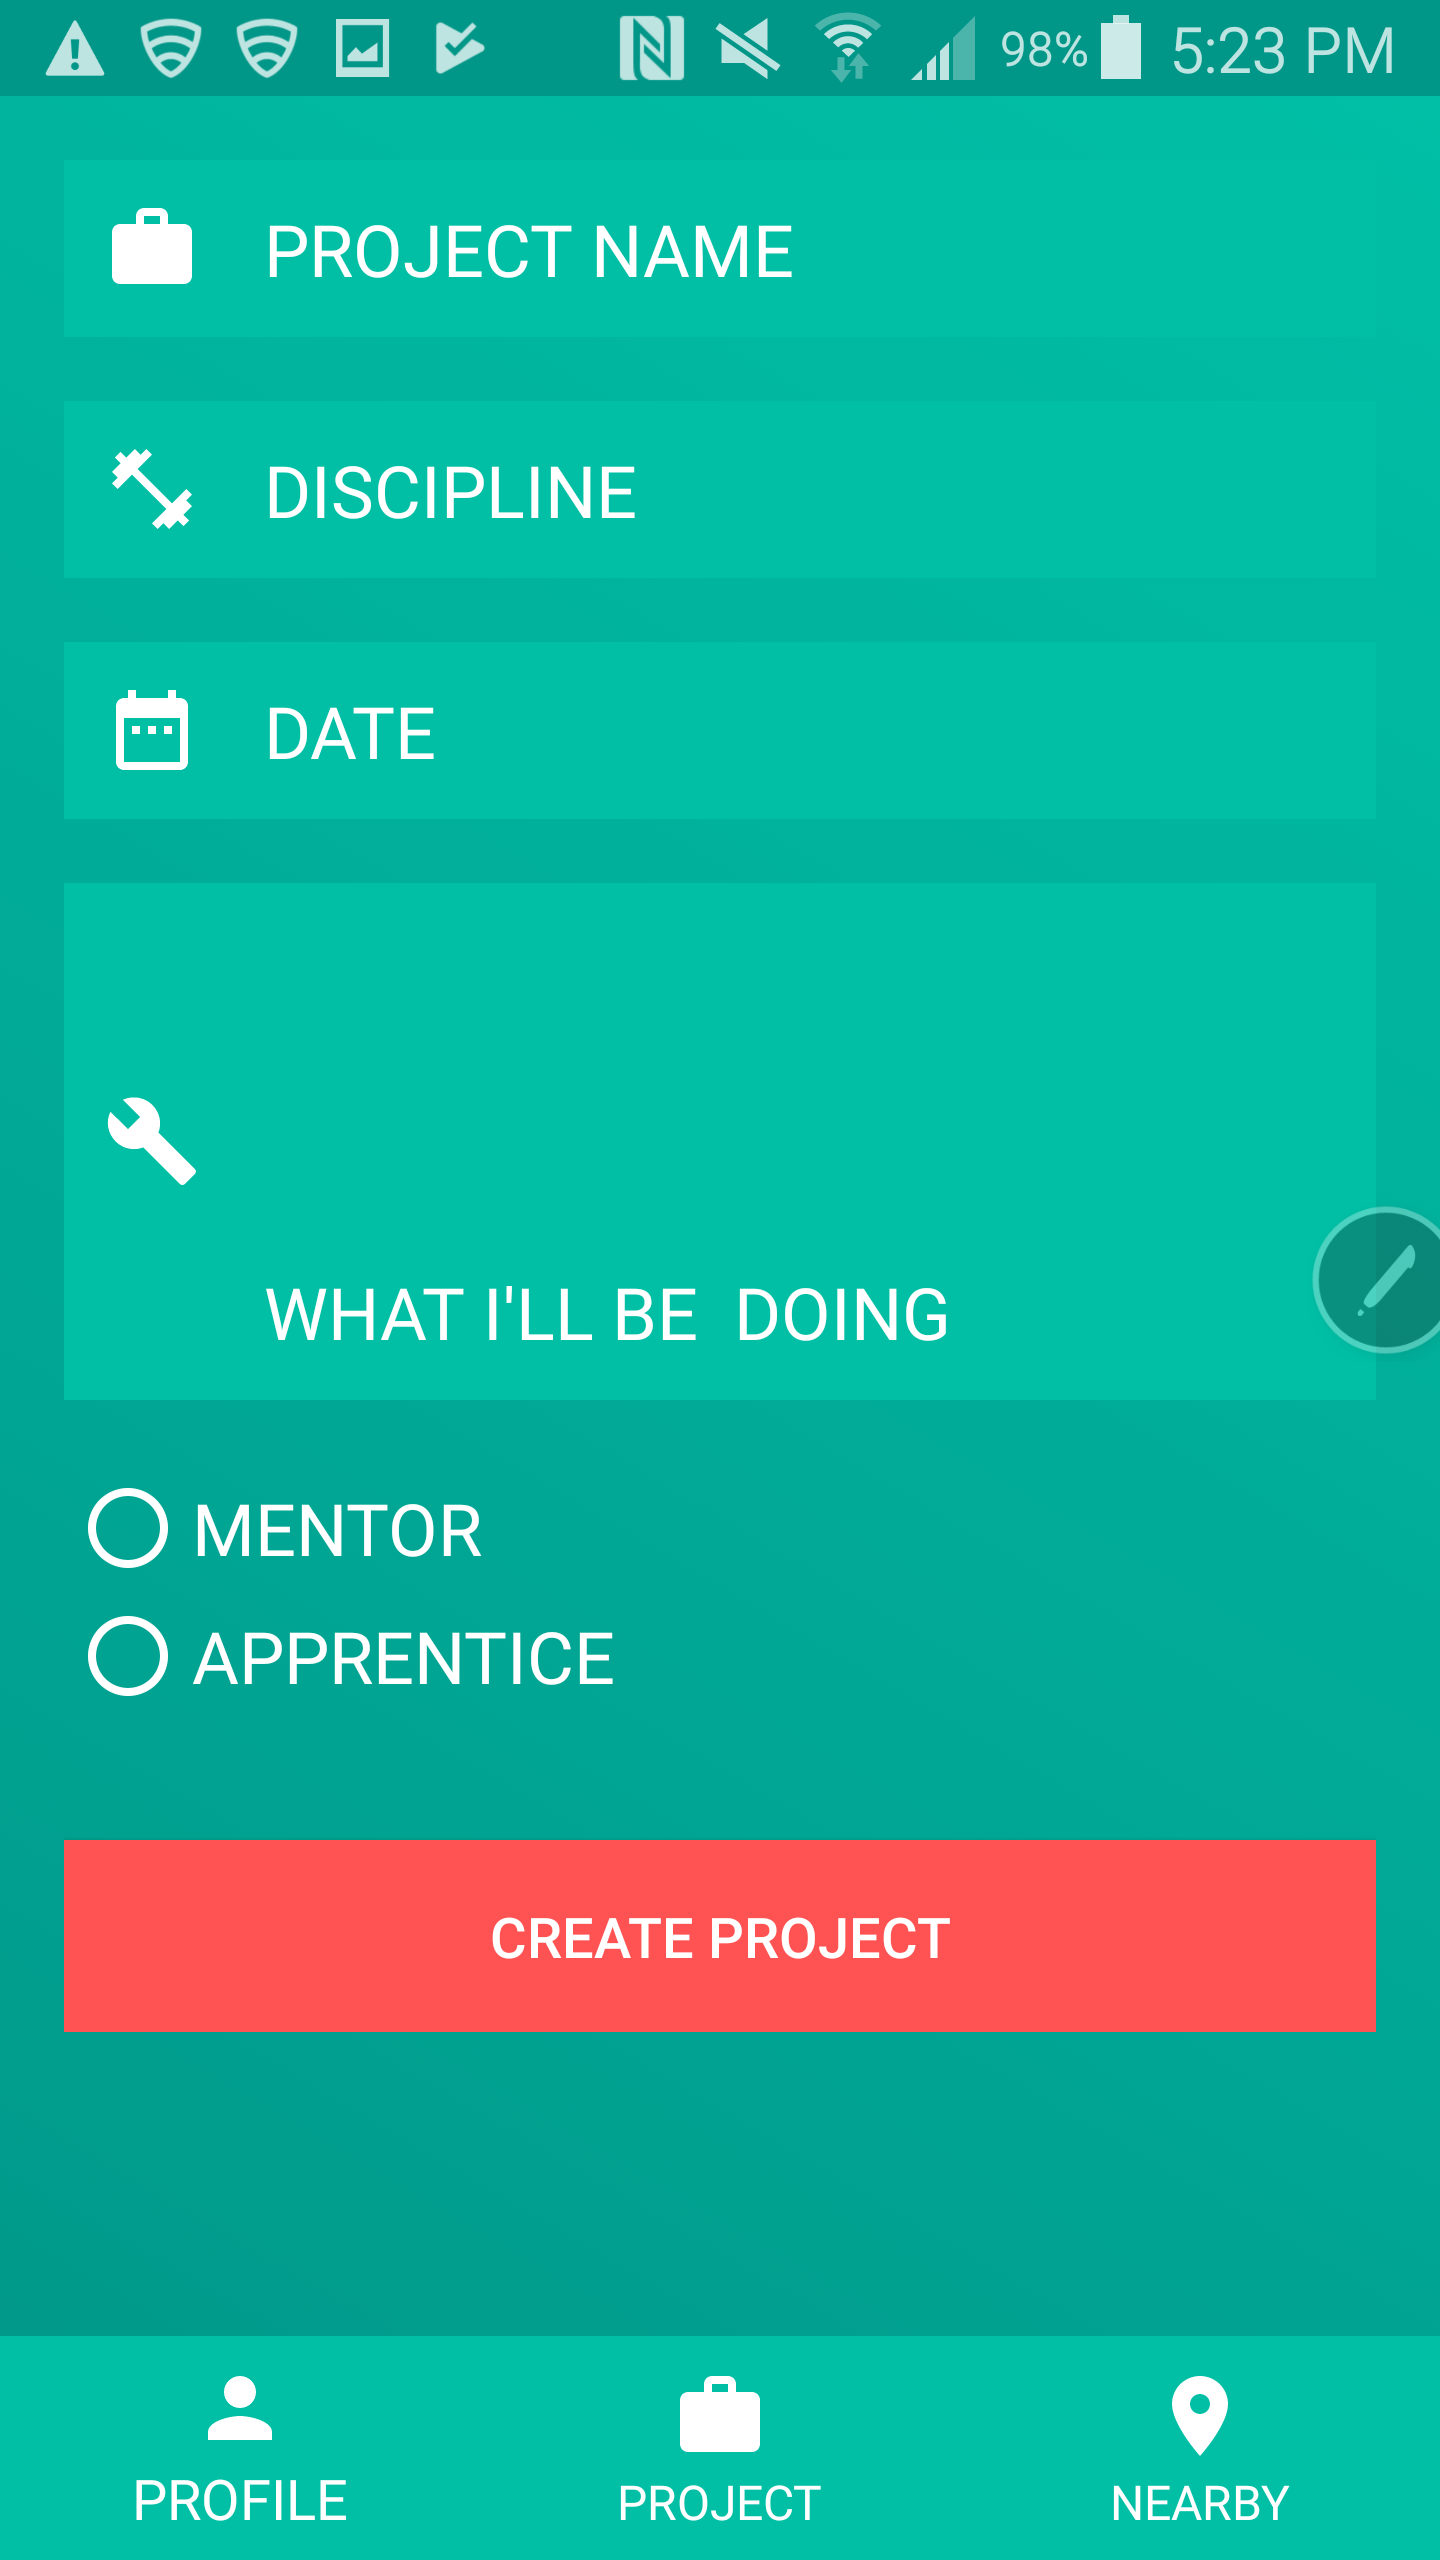 98% 5:23 PM
PROJECT NAME
DISCIPLINE
DATE
WHAT I'LL BE  DOING
MENTOR
APPRENTICE
CREATE PROJECT
PROFILE PROJECT NEARBY